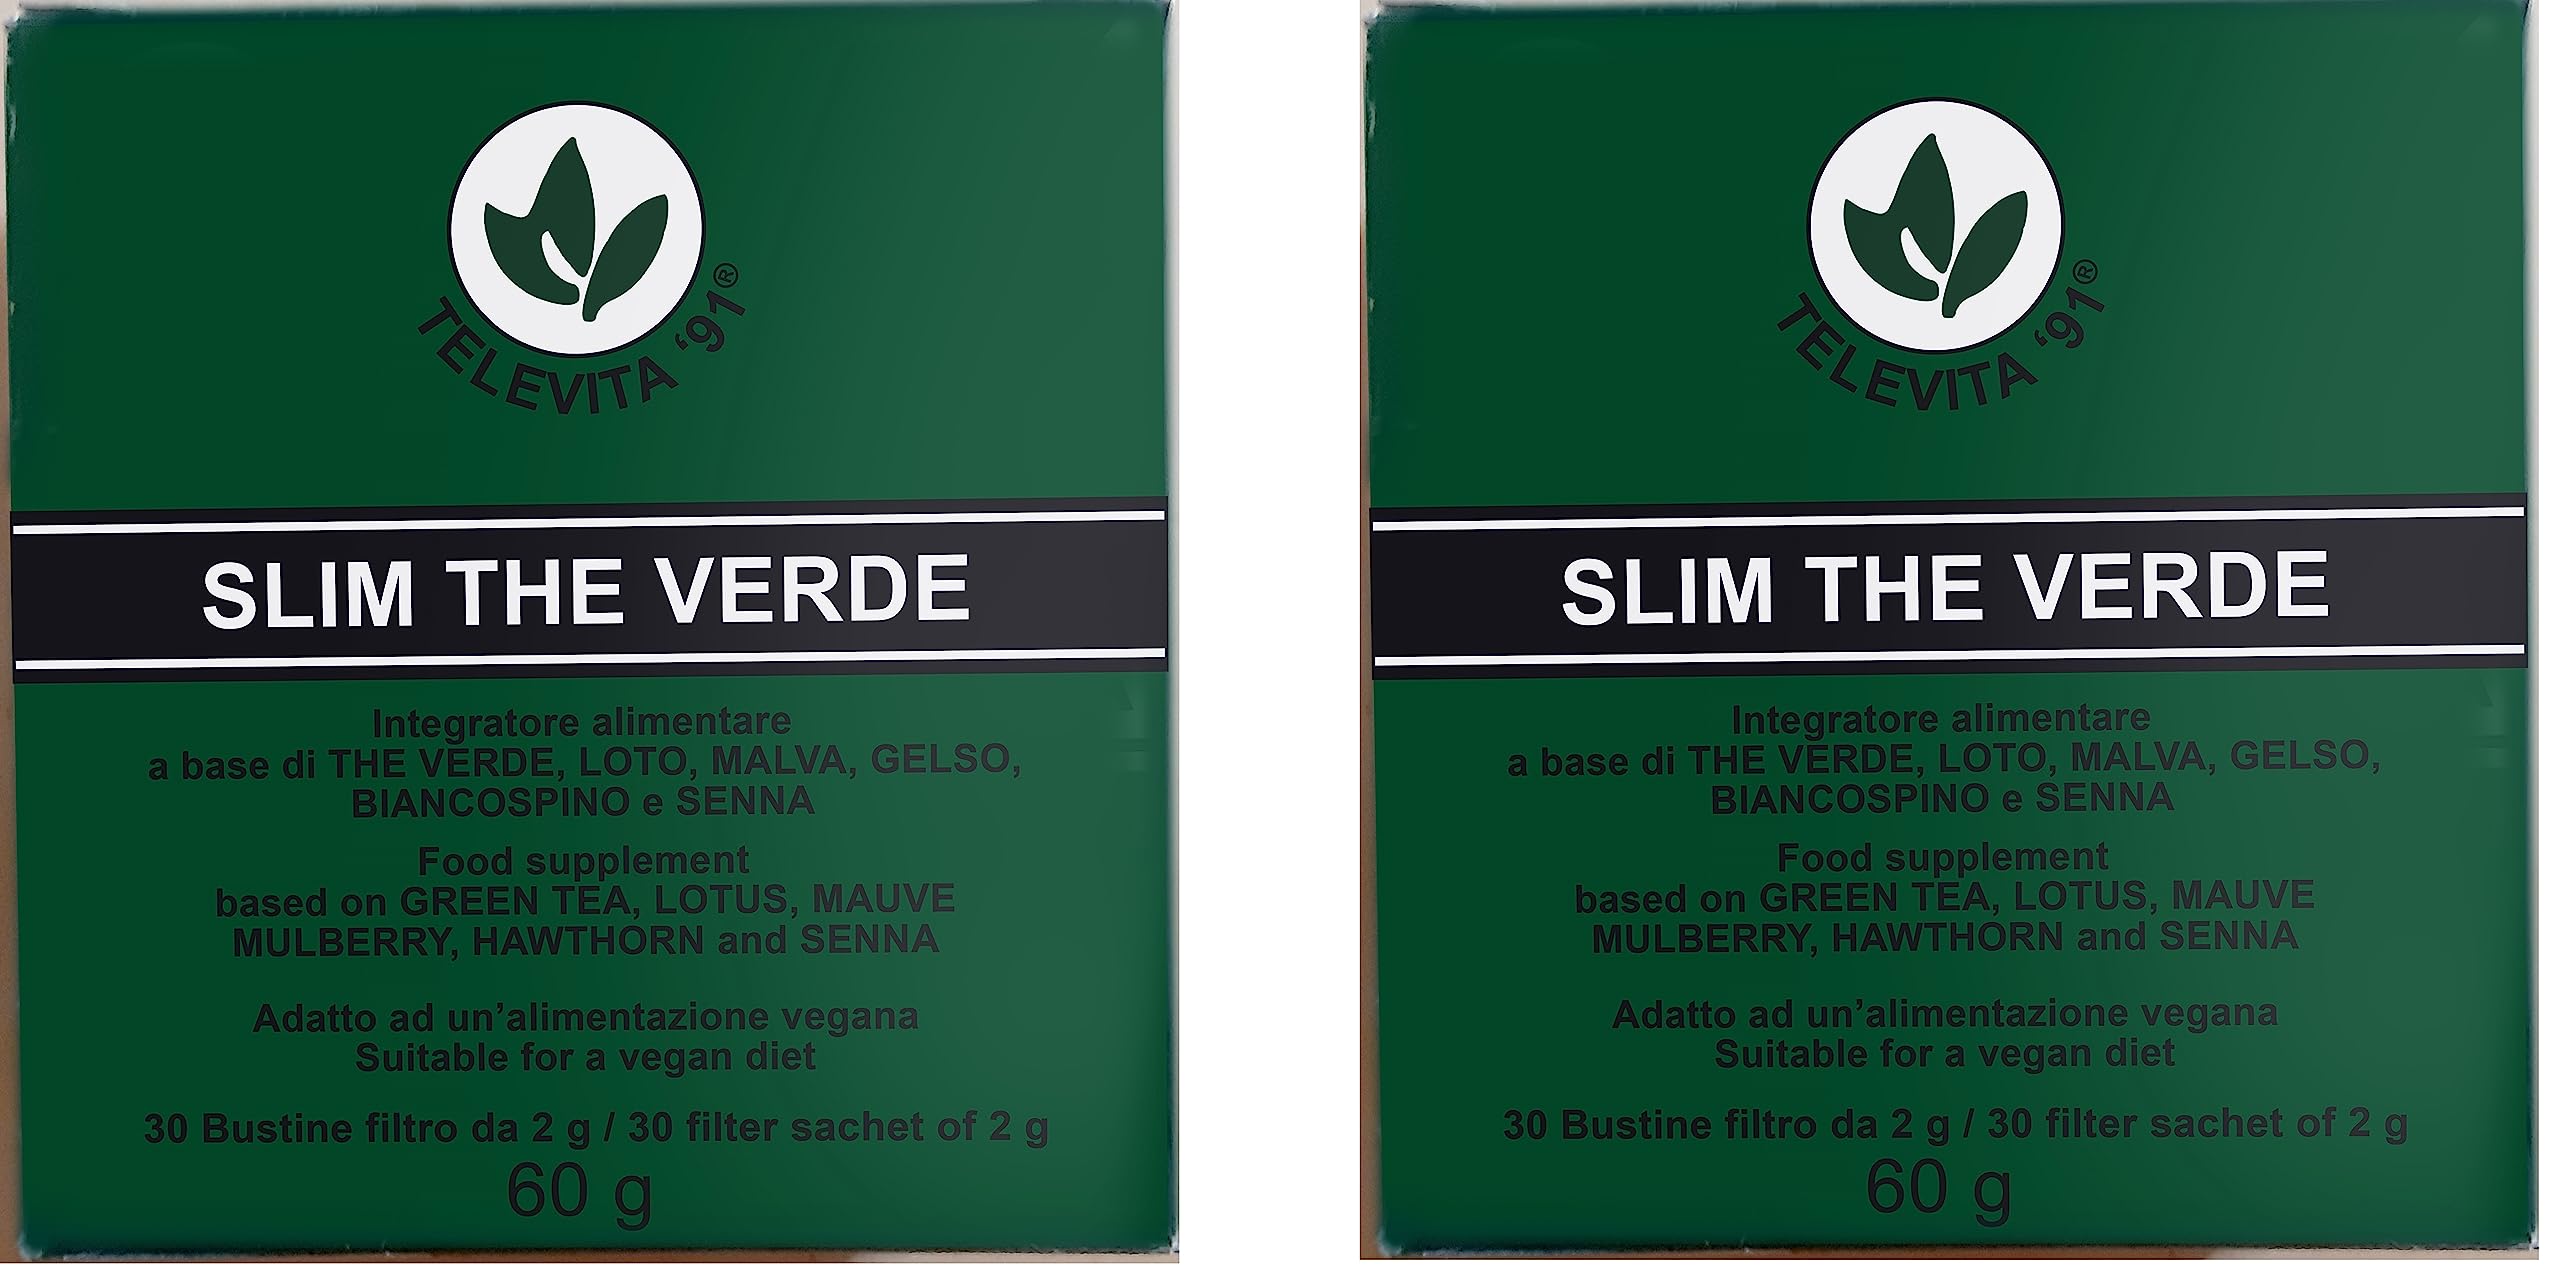 TELEVITA '91®
SLIM THE VERDE
Integratore alimentare
a base di THE VERDE, LOTO, MALVA, GELSO,
BIANCOSPINO e SENNA
Food supplement
based on GREEN TEA, LOTUS, MAUVE
MULBERRY, HAWTHORN and SENNA
Adatto ad un'alimentazione vegana
Suitable for a vegan diet
30 Bustine filtro da 2 g / 30 filter sachet of 2 g
60 g
TELEVITA '91®
SLIM THE VERDE
Integratore alimentare
a base di THE VERDE, LOTO, MALVA, GELSO,
BIANCOSPINO e SENNA
Food supplement
based on GREEN TEA, LOTUS, MAUVE
MULBERRY, HAWTHORN and SENNA
Adatto ad un'alimentazione vegana
Suitable for a vegan diet
30 Bustine filtro da 2 g / 30 filter sachet of 2 g
60 g